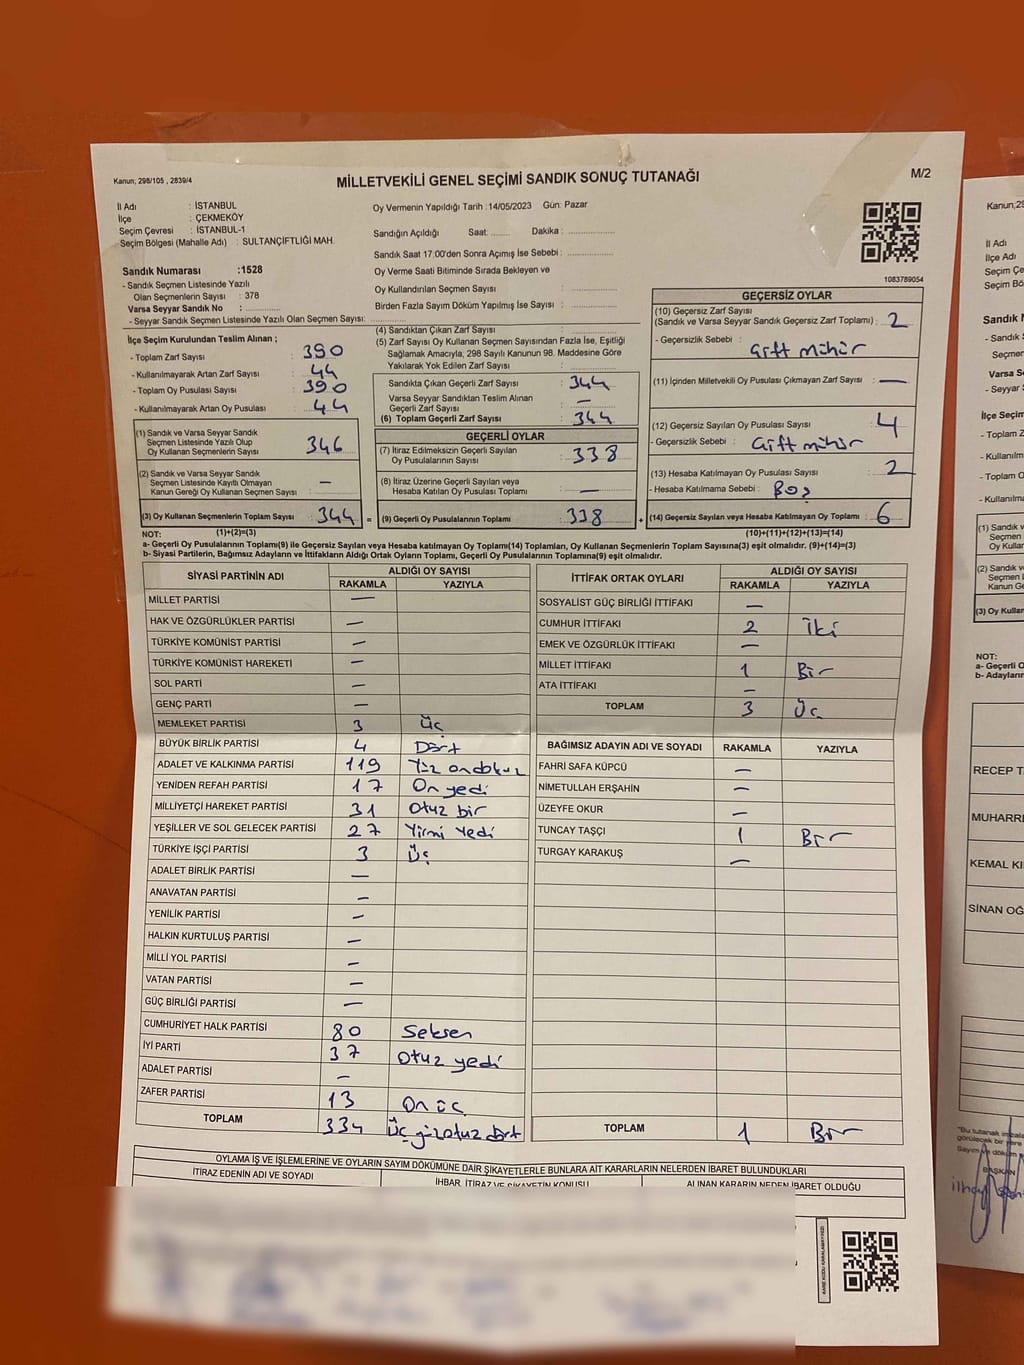 Kanun; 298/105 , 2839/4
MİLLETVEKİLİ GENEL SEÇİMİ SANDIK SONUÇ TUTANAĞI
M/2
İl Adı : İSTANBUL
İlçe : ÇEKMEKÖY
Seçim Çevresi : İSTANBUL-1
Seçim Bölgesi (Mahalle Adı) : SULTANÇİFTLİĞİ MAH.
Sandık Numarası :1528
- Sandık Seçmen Listesinde Yazılı
Olan Seçmenlerin Sayısı : 378
Varsa Seyyar Sandık No :
- Seyyar Sandık Seçmen Listesinde Yazılı Olan Seçmen Sayısı:
Oy Vermenin Yapıldığı Tarih :14/05/2023 Gün: Pazar
Sandığın Açıldığı Saat: Dakika :
Sandık Saat 17:00'den Sonra Açımış İse Sebebi :
Oy Verme Saati Bitiminde Sırada Bekleyen ve
Oy Kullandırılan Seçmen Sayısı :
Birden Fazla Sayım Döküm Yapılmış İse Sayısı :
1083789054
İlçe Seçim Kurulundan Teslim Alınan ;
- Toplam Zarf Sayısı : 390
- Kullanılmayarak Artan Zarf Sayısı : 44
- Toplam Oy Pusulası Sayısı : 390
- Kullanılmayarak Artan Oy Pusulası : 44
(1) Sandık ve Varsa Seyyar Sandık
Seçmen Listesinde Yazılı Olup
Oy Kullanan Seçmenlerin Sayısı : 346
(2) Sandık ve Varsa Seyyar Sandık
Seçmen Listesinde Kayıtlı Olmayan
Kanun Gereği Oy Kullanan Seçmen Sayısı : —
(3) Oy Kullanan Seçmenlerin Toplam Sayısı : 344 =
(1)+(2)=(3)
(4) Sandıktan Çıkan Zarf Sayısı :
(5) Zarf Sayısı Oy Kullanan Seçmen Sayısından Fazla İse, Eşitliği
Sağlamak Amacıyla, 298 Sayılı Kanunun 98. Maddesine Göre
Yakılarak Yok Edilen Zarf Sayısı :
Sandıkta Çıkan Geçerli Zarf Sayısı : 344
Varsa Seyyar Sandıktan Teslim Alınan
Geçerli Zarf Sayısı : —
(6) Toplam Geçerli Zarf Sayısı : 344
GEÇERLİ OYLAR
(7) İtiraz Edilmeksizin Geçerli Sayılan
Oy Pusulalarının Sayısı : 338
(8) İtiraz Üzerine Geçerli Sayılan veya
Hesaba Katılan Oy Pusulası Toplamı : —
(9) Geçerli Oy Pusulalarının Toplamı : 338 +
GEÇERSİZ OYLAR
(10) Geçersiz Zarf Sayısı
(Sandık ve Varsa Seyyar Sandık Geçersiz Zarf Toplamı) : 2
- Geçersizlik Sebebi : Çift mühür
(11) İçinden Milletvekili Oy Pusulası Çıkmayan Zarf Sayısı : —
(12) Geçersiz Sayılan Oy Pusulası Sayısı : 4
- Geçersizlik Sebebi : Çift mühür
(13) Hesaba Katılmayan Oy Pusulası Sayısı : 2
- Hesaba Katılmama Sebebi : Boş
(14) Geçersiz Sayılan veya Hesaba Katılmayan Oy Toplamı : 6
(10)+(11)+(12)+(13)=(14)
NOT:
a- Geçerli Oy Pusulalarının Toplamı(9) ile Geçersiz Sayılan veya Hesaba katılmayan Oy Toplamı(14) Toplamları, Oy Kullanan Seçmenlerin Toplam Sayısına(3) eşit olmalıdır. (9)+(14)=(3)
b- Siyasi Partilerin, Bağımsız Adayların ve İttifakların Aldığı Ortak Oyların Toplamı, Geçerli Oy Pusulalarının Toplamına(9) eşit olmalıdır.
SİYASİ PARTİNİN ADI ALDIĞI OY SAYISI
RAKAMLA YAZIYLA
MİLLET PARTİSİ —
HAK VE ÖZGÜRLÜKLER PARTİSİ —
TÜRKİYE KOMÜNİST PARTİSİ —
TÜRKİYE KOMÜNİST HAREKETİ —
SOL PARTİ —
GENÇ PARTİ —
MEMLEKET PARTİSİ 3 Üç
BÜYÜK BİRLİK PARTİSİ 4 Dört
ADALET VE KALKINMA PARTİSİ 119 Yüz ondokuz
YENİDEN REFAH PARTİSİ 17 On yedi
MİLLİYETÇİ HAREKET PARTİSİ 31 Otuz bir
YEŞİLLER VE SOL GELECEK PARTİSİ 27 Yirmi yedi
TÜRKİYE İŞÇİ PARTİSİ 3 Üç
ADALET BİRLİK PARTİSİ —
ANAVATAN PARTİSİ —
YENİLİK PARTİSİ —
HALKIN KURTULUŞ PARTİSİ —
MİLLİ YOL PARTİSİ —
VATAN PARTİSİ —
GÜÇ BİRLİĞİ PARTİSİ —
CUMHURİYET HALK PARTİSİ 80 Seksen
İYİ PARTİ 37 Otuz yedi
ADALET PARTİSİ —
ZAFER PARTİSİ 13 On üç
TOPLAM 334 Üç yüzotuz dört
İTTİFAK ORTAK OYLARI ALDIĞI OY SAYISI
RAKAMLA YAZIYLA
SOSYALIST GÜÇ BİRLİĞİ İTTİFAKI —
CUMHUR İTTİFAKI 2 İki
EMEK VE ÖZGÜRLÜK İTTİFAKI —
MİLLET İTTİFAKI 1 Bir
ATA İTTİFAKI —
TOPLAM 3 Üç
BAĞIMSIZ ADAYIN ADI VE SOYADI RAKAMLA YAZIYLA
FAHRİ SAFA KÜPCÜ —
NİMETULLAH ERŞAHİN —
ÜZEYFE OKUR —
TUNCAY TAŞÇI 1 Bir
TURGAY KARAKUŞ —
TOPLAM 1 Bir
OYLAMA İŞ VE İŞLEMLERİNE VE OYLARIN SAYIM DÖKÜMÜNE DAİR ŞİKAYETLERLE BUNLARA AİT KARARLARIN NELERDEN İBARET BULUNDUKLARI
İTİRAZ EDENİN ADI VE SOYADI İHBAR, İTİRAZ VE ŞİKAYETİN KONUSU ALINAN KARARIN NEDEN İBARET OLDUĞU
Kanun;29
İl Adı
İlçe Adı
Seçim Çe
Seçim Bö
Sandık N
- Sandık
Seçmen
Varsa Se
- Seyyar
İlçe Seçi
- Toplam Z
- Kullanılm
- Toplam O
- Kullanılma
(1) Sandık v
Seçmen
Oy Kullan
(2) Sandık ve
Seçmen L
Kanun Ge
(3) Oy Kullan
NOT:
a- Geçerli O
b- Adayların
RECEP T
MUHARRE
KEMAL KI
SİNAN OĞ
"Bu tutanak imzala
görülecek bir yere
Sayım ve döküm
BAŞKAN